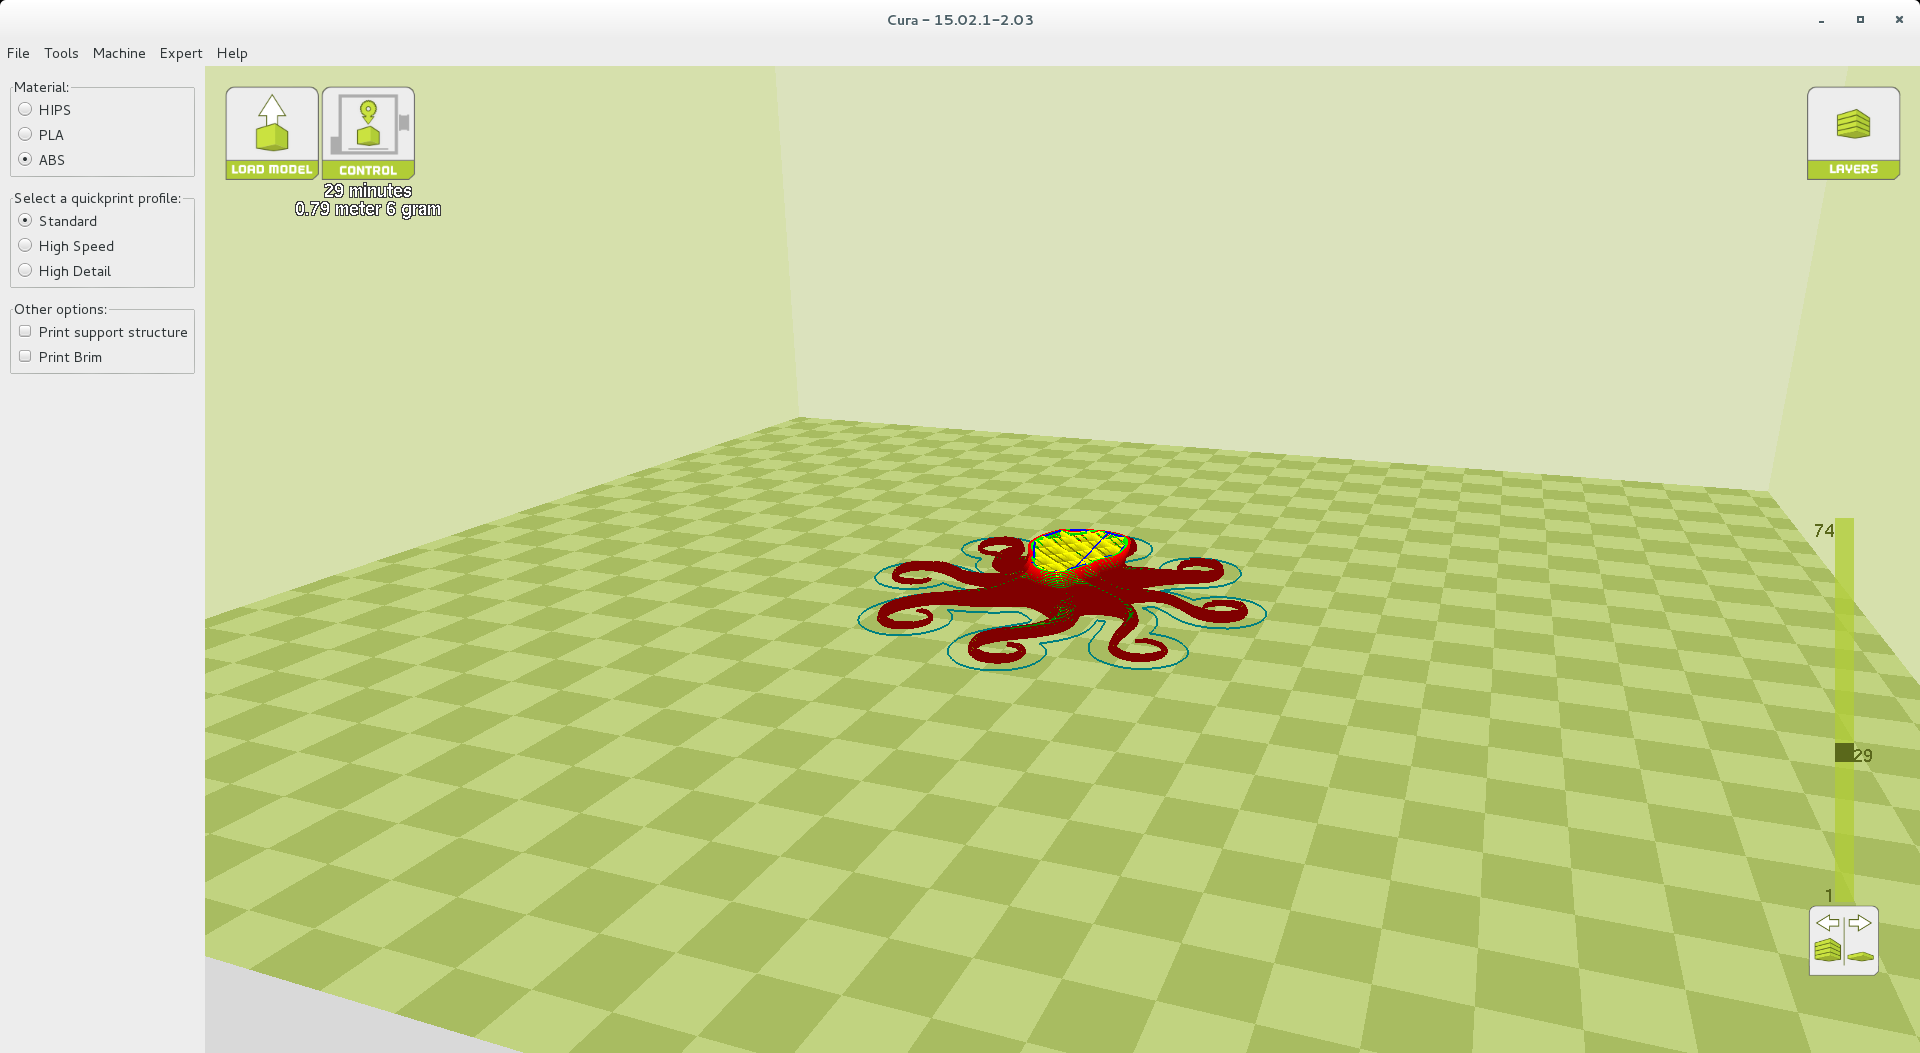 Cura - 15.02.1-2.03
File Tools Machine Expert Help
Material:
HIPS
PLA
ABS
Select a quickprint profile:
Standard
High Speed
High Detail
Other options:
Print support structure
Print Brim
LOAD MODEL
CONTROL
29 minutes
0.79 meter 6 gram
LAYERS
74
29
1